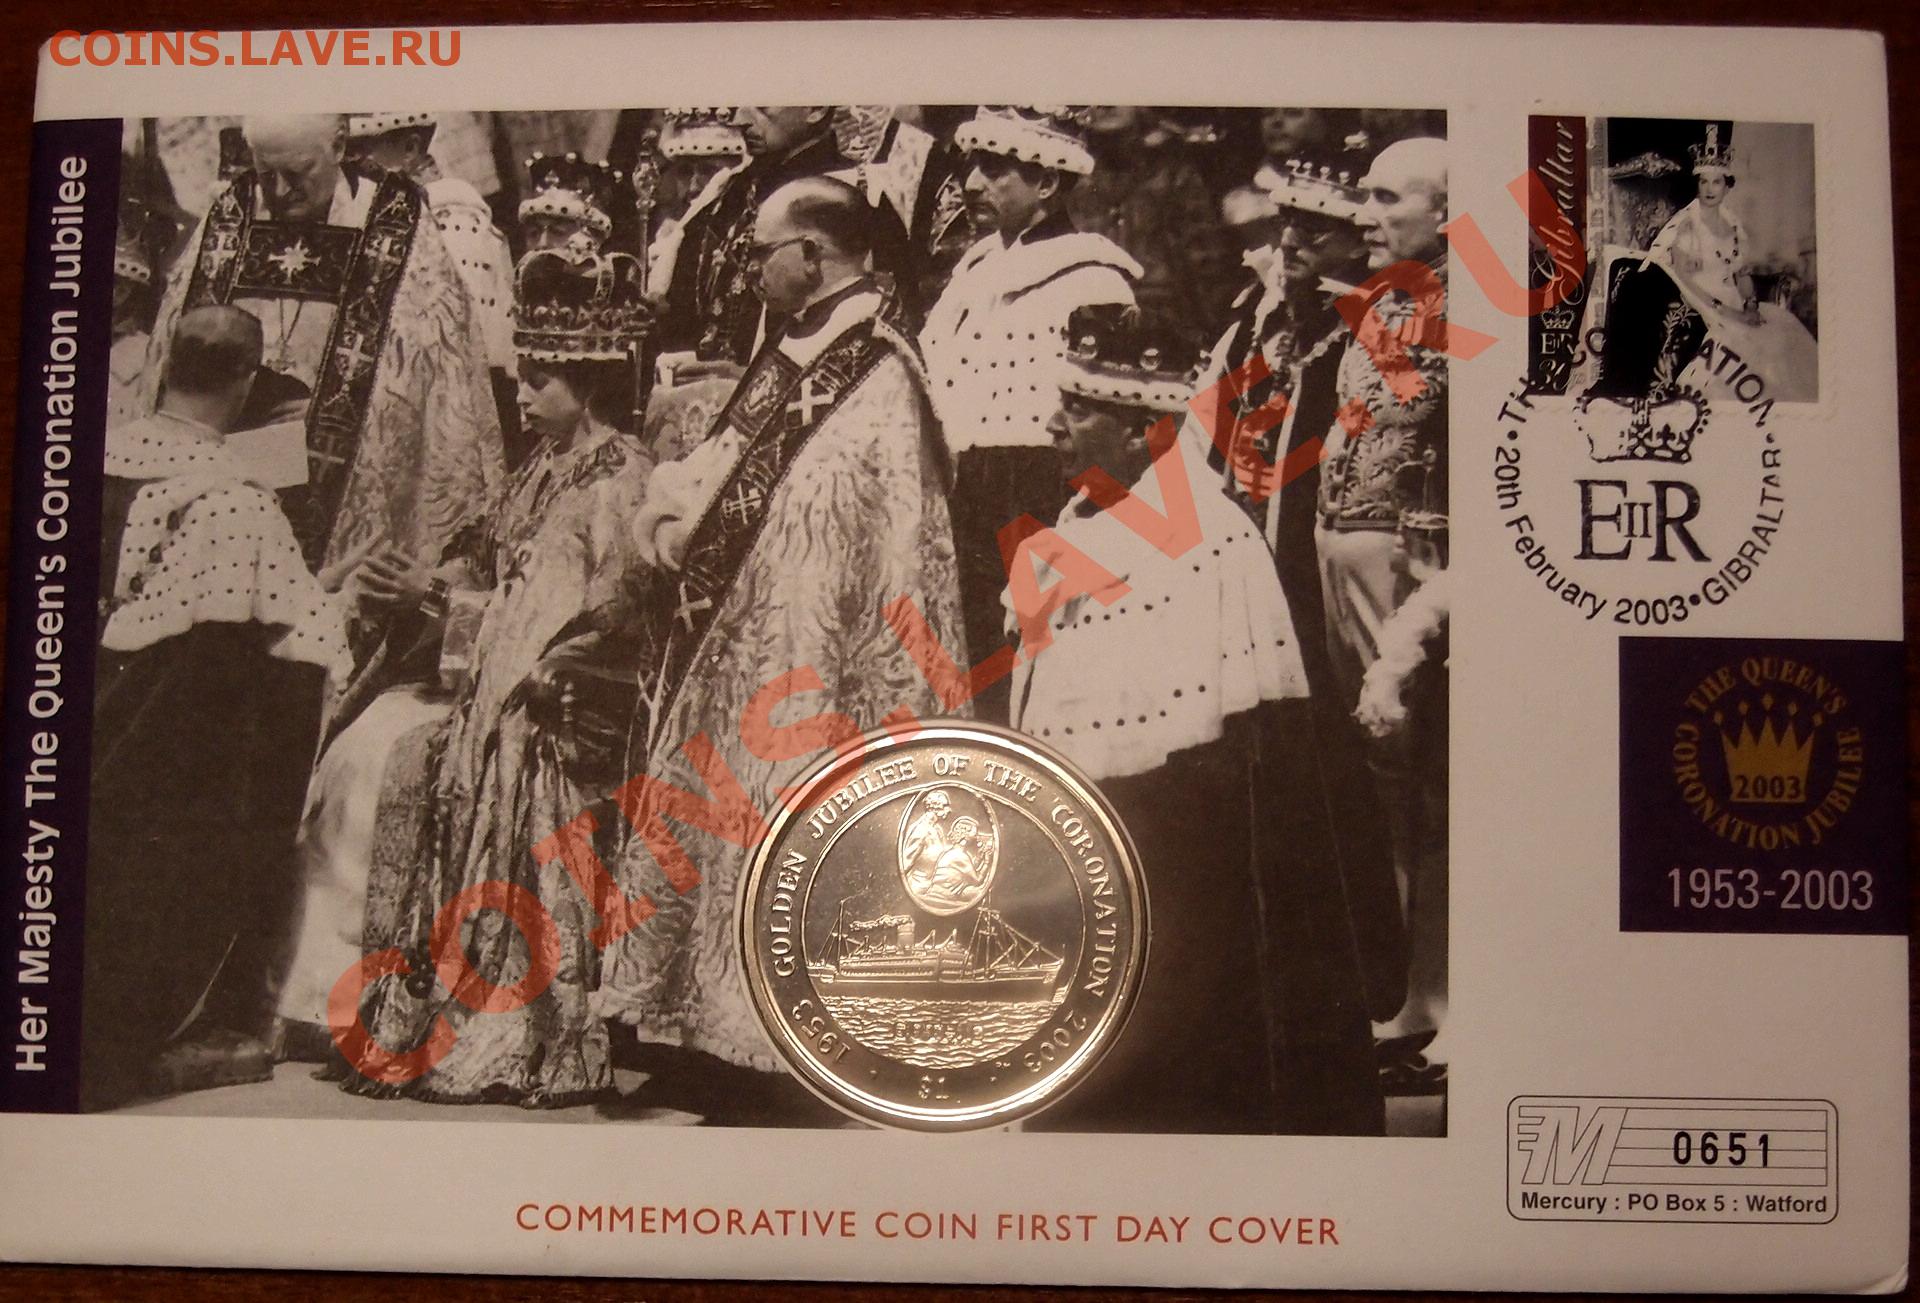 COINS.LAVE.RU
Her Majesty The Queen's Coronation Jubilee
Gibraltar
EIIR
THE CORONATION
20th February 2003 • GIBRALTAR
EIIR
THE QUEEN'S
CORONATION JUBILEE
2003
1953-2003
COINS.LAVE.RU
1953 GOLDEN JUBILEE OF THE CORONATION 2003
Gothic
$1
M 0651
Mercury : PO Box 5 : Watford
COMMEMORATIVE COIN FIRST DAY COVER